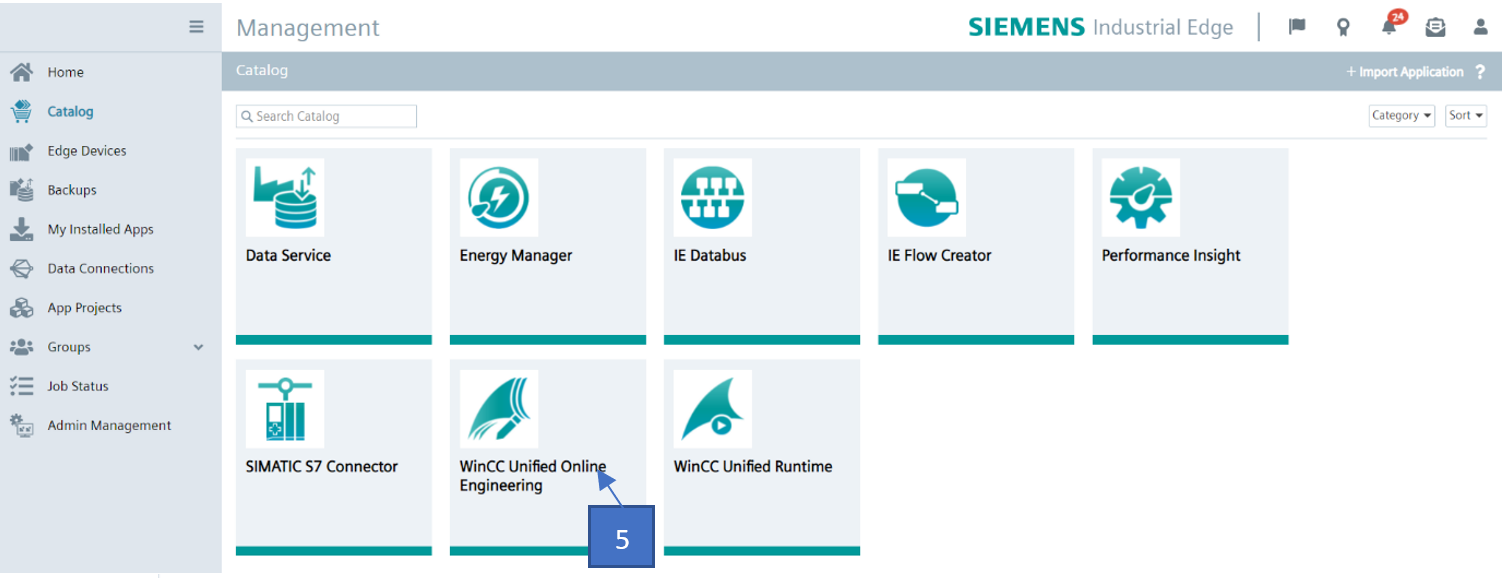 Management
SIEMENS Industrial Edge
24
Home
Catalog
Edge Devices
Backups
My Installed Apps
Data Connections
App Projects
Groups
Job Status
Admin Management
Catalog
+ Import Application ?
Search Catalog
Category
Sort
Data Service
Energy Manager
IE Databus
IE Flow Creator
Performance Insight
SIMATIC S7 Connector
WinCC Unified Online
Engineering
WinCC Unified Runtime
5